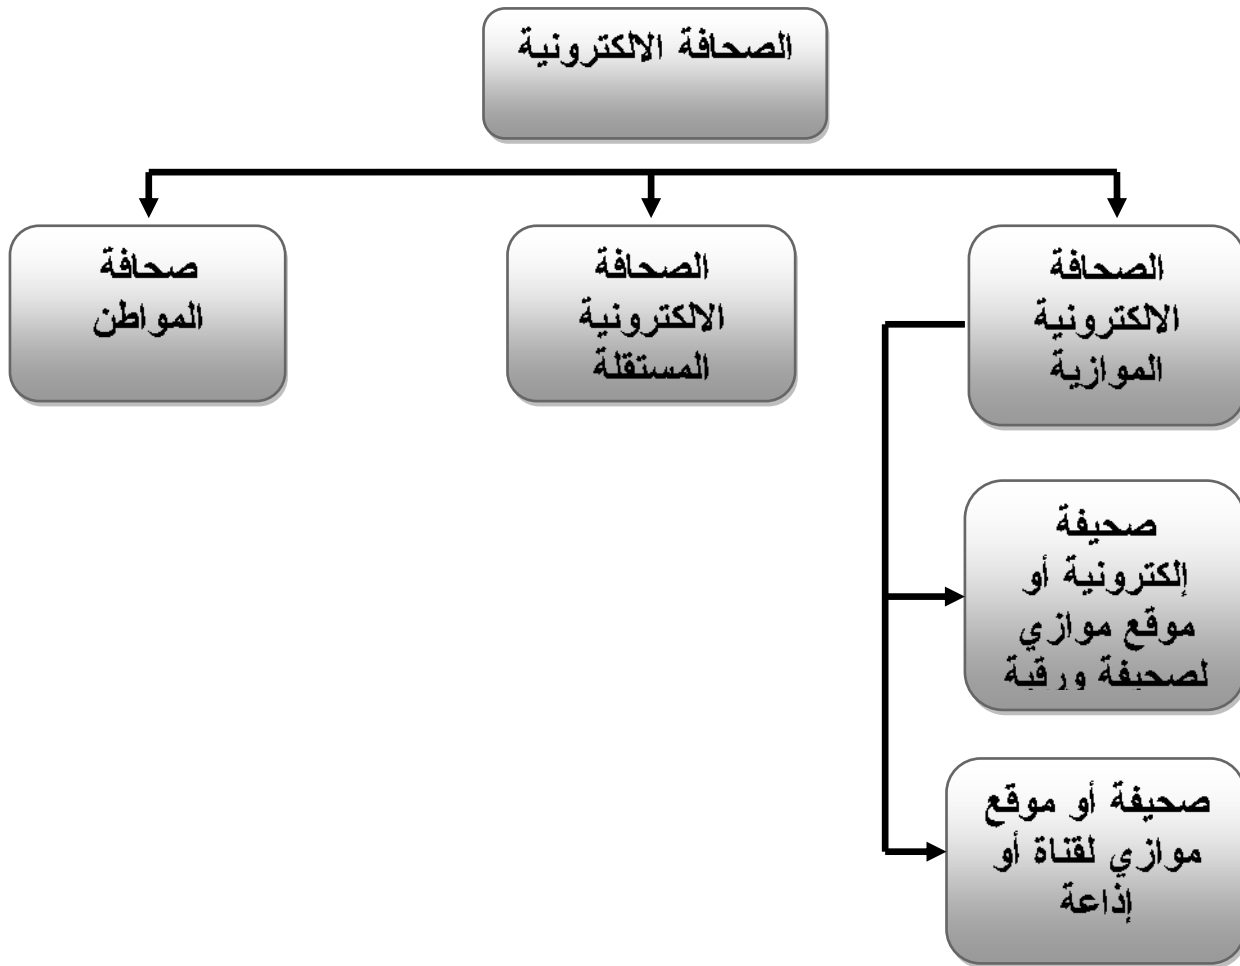 الصحافة الالكترونية
الصحافة
الالكترونية
الموازية
الصحافة
الالكترونية
المستقلة
صحافة
المواطن
صحيفة
إلكترونية أو
موقع موازي
لصحيفة ورقية
صحيفة أو موقع
موازي لقناة أو
إذاعة